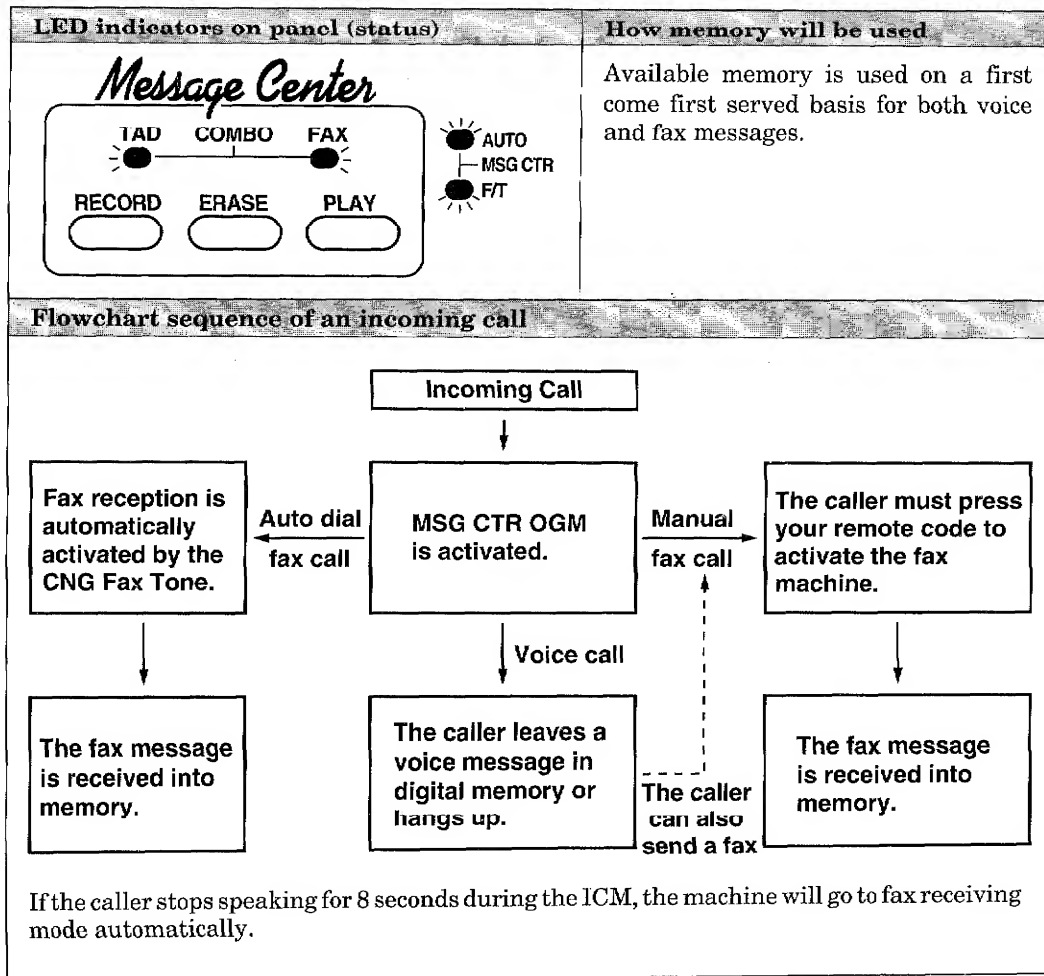 LED indicators on panel (status)
How memory will be used
Message Center
TAD COMBO FAX
RECORD ERASE PLAY
AUTO
MSG CTR
F/T
Available memory is used on a first
come first served basis for both voice
and fax messages.
Flowchart sequence of an incoming call
Incoming Call
Fax reception is
automatically
activated by the
CNG Fax Tone.
Auto dial
fax call
MSG CTR OGM
is activated.
Manual
fax call
The caller must press
your remote code to
activate the fax
machine.
Voice call
The fax message
is received into
memory.
The caller leaves a
voice message in
digital memory or
hangs up.
The caller
can also
send a fax
The fax message
is received into
memory.
If the caller stops speaking for 8 seconds during the ICM, the machine will go to fax receiving
mode automatically.